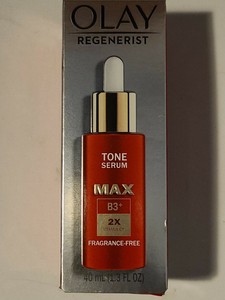 OLAY
REGENERIST
TONE
SERUM
MAX
B3+
2X
FRAGRANCE-FREE
40 mL (1.3 FL OZ)